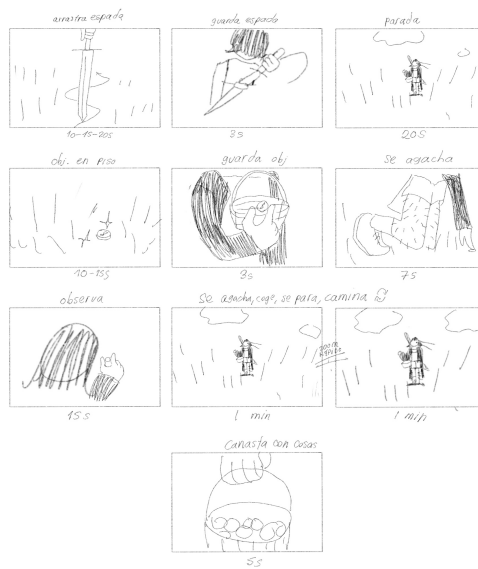 arrastra espada
guarda espada
parada
10-15-20s
3s
20s
obj. en piso
guarda obj
se agacha
10-15s
3s
7s
observa
se agacha, coge, se para, camina
15s
1 min
1 min
canasta con cosas
5s